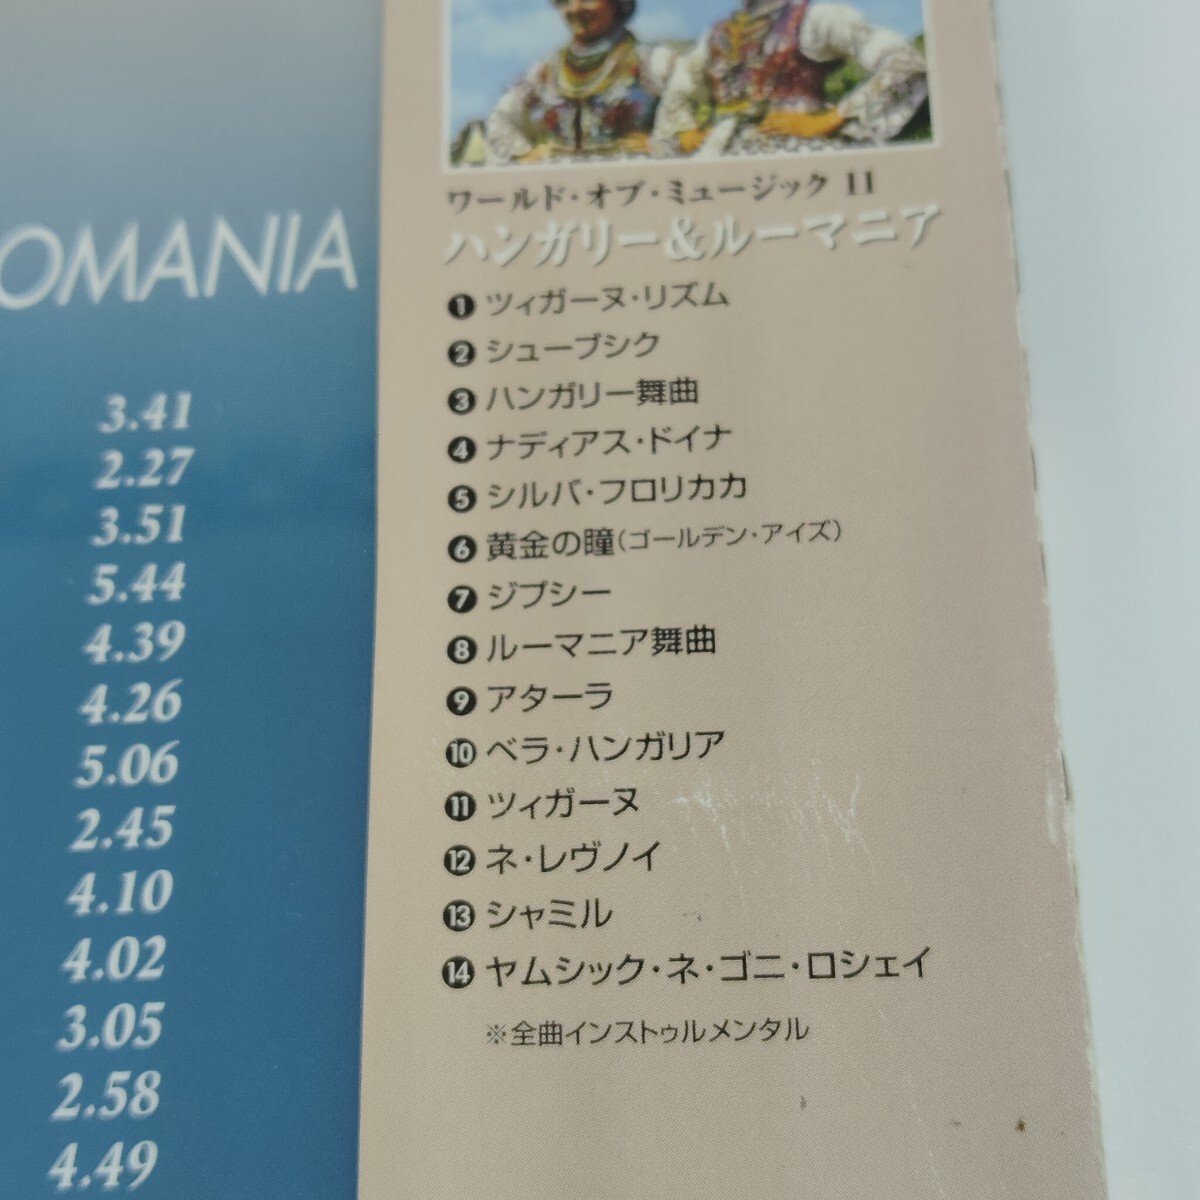 OMANIA
3.41
2.27
3.51
5.44
4.39
4.26
5.06
2.45
4.10
4.02
3.05
2.58
4.49
ワールド・オブ・ミュージック 11
ハンガリー&ルーマニア
❶ ツィガーヌ・リズム
❷ シューブシク
❸ ハンガリー舞曲
❹ ナディアス・ドイナ
❺ シルバ・フロリカカ
❻ 黄金の瞳(ゴールデン・アイズ)
❼ ジプシー
❽ ルーマニア舞曲
❾ アターラ
❿ ベラ・ハンガリア
⓫ ツィガーヌ
⓬ ネ・レヴノイ
⓭ シャミル
⓮ ヤムシック・ネ・ゴニ・ロシェイ
※全曲インストゥルメンタル